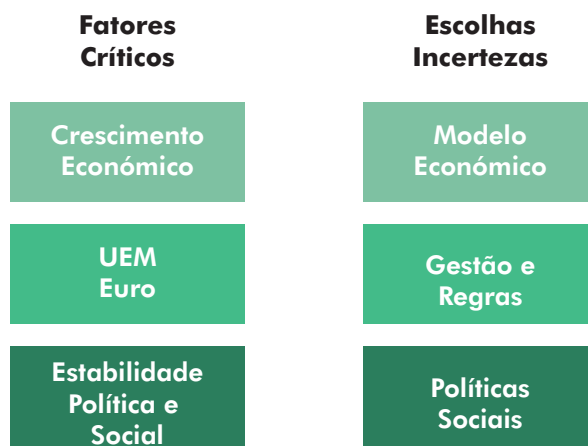 Fatores
Críticos
Escolhas
Incertezas
Crescimento
Económico
Modelo
Económico
UEM
Euro
Gestão e
Regras
Estabilidade
Política e
Social
Políticas
Sociais